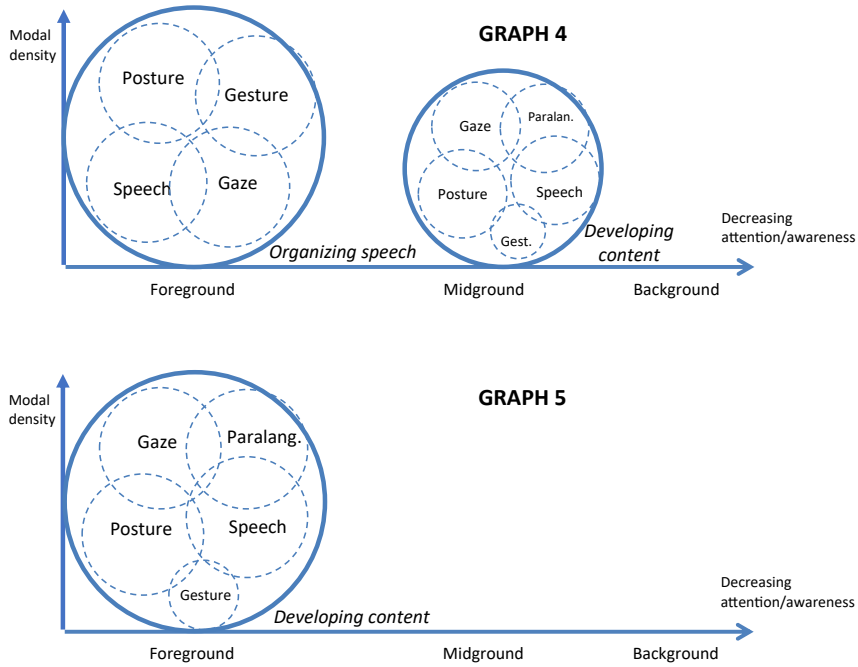 Modal
density
GRAPH 4
Posture
Gesture
Speech
Gaze
Gaze
Paralan.
Posture
Speech
Gest.
Organizing speech
Developing
content
Decreasing
attention/awareness
Foreground
Midground
Background
Modal
density
GRAPH 5
Gaze
Paralang.
Posture
Speech
Gesture
Developing content
Decreasing
attention/awareness
Foreground
Midground
Background